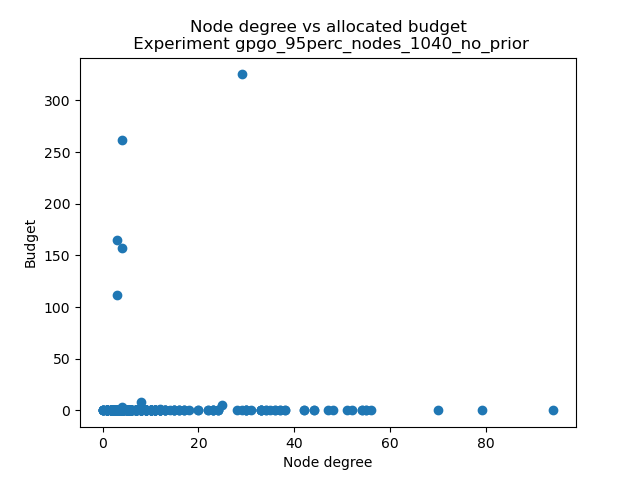 Node degree vs allocated budget
Experiment gpgo_95perc_nodes_1040_no_prior
300
250
200
150
100
50
0
Budget
0 20 40 60 80
Node degree